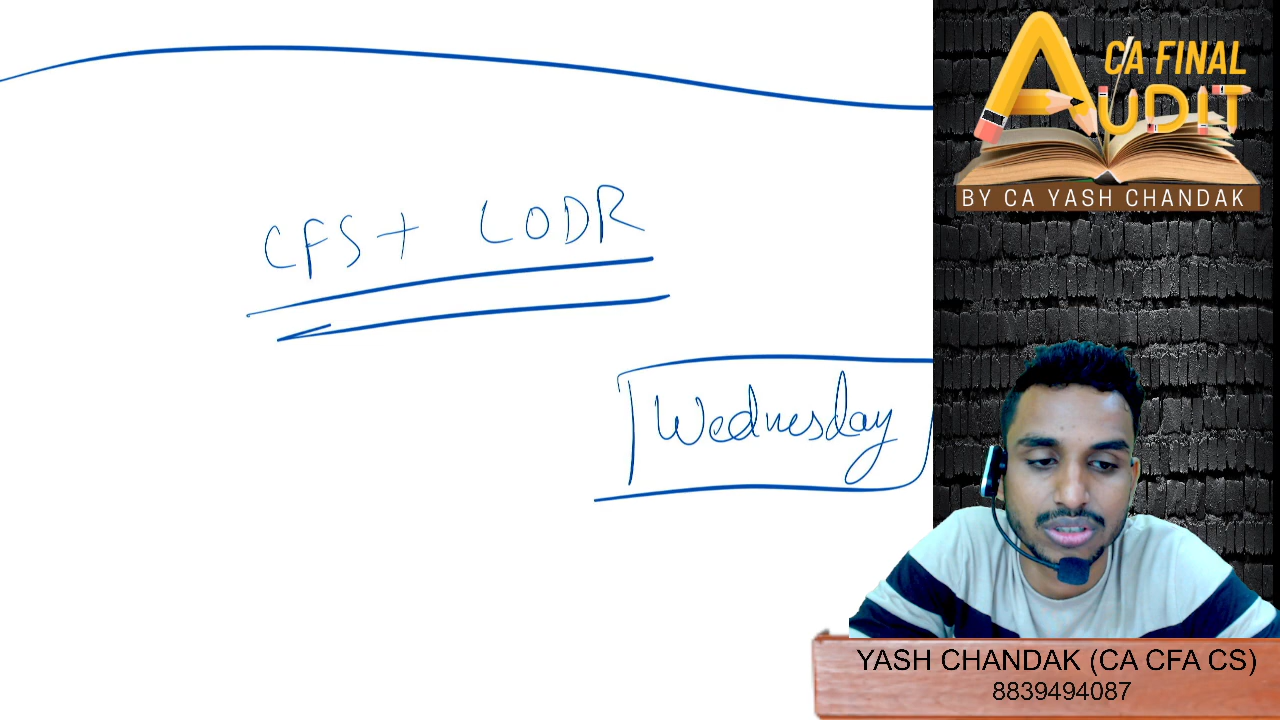 CFS + LODR
Wednesday
CA FINAL
AUDIT
BY CA YASH CHANDAK
YASH CHANDAK (CA CFA CS)
8839494087